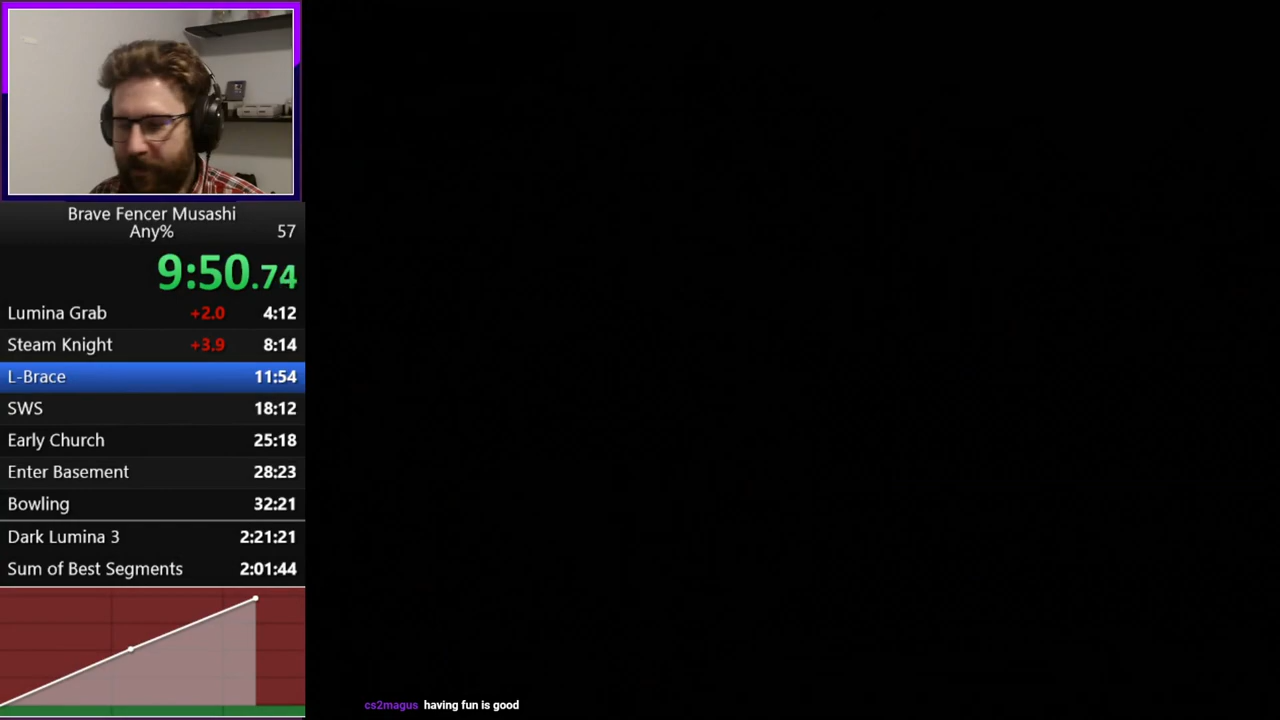 Brave Fencer Musashi
Any% 57
9:50.74
Lumina Grab +2.0 4:12
Steam Knight +3.9 8:14
L-Brace 11:54
SWS 18:12
Early Church 25:18
Enter Basement 28:23
Bowling 32:21
Dark Lumina 3 2:21:21
Sum of Best Segments 2:01:44
cs2magus having fun is good